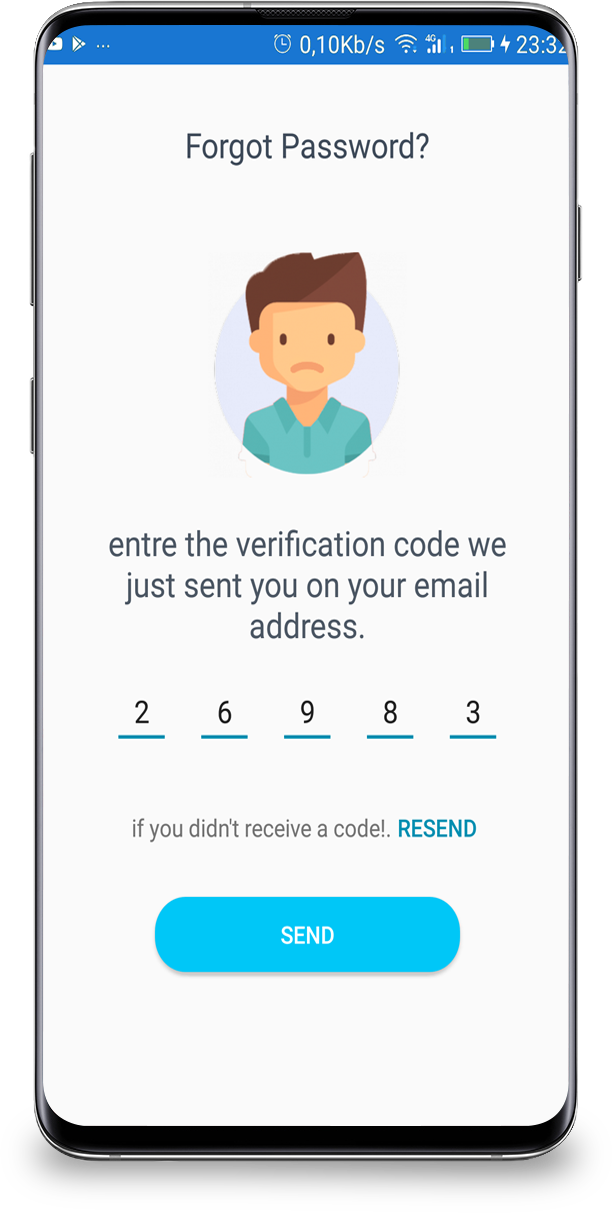 ... 0,10Kb/s 4G 1 23:32
Forgot Password?
entre the verification code we
just sent you on your email
address.
2 6 9 8 3
if you didn't receive a code!. RESEND
SEND